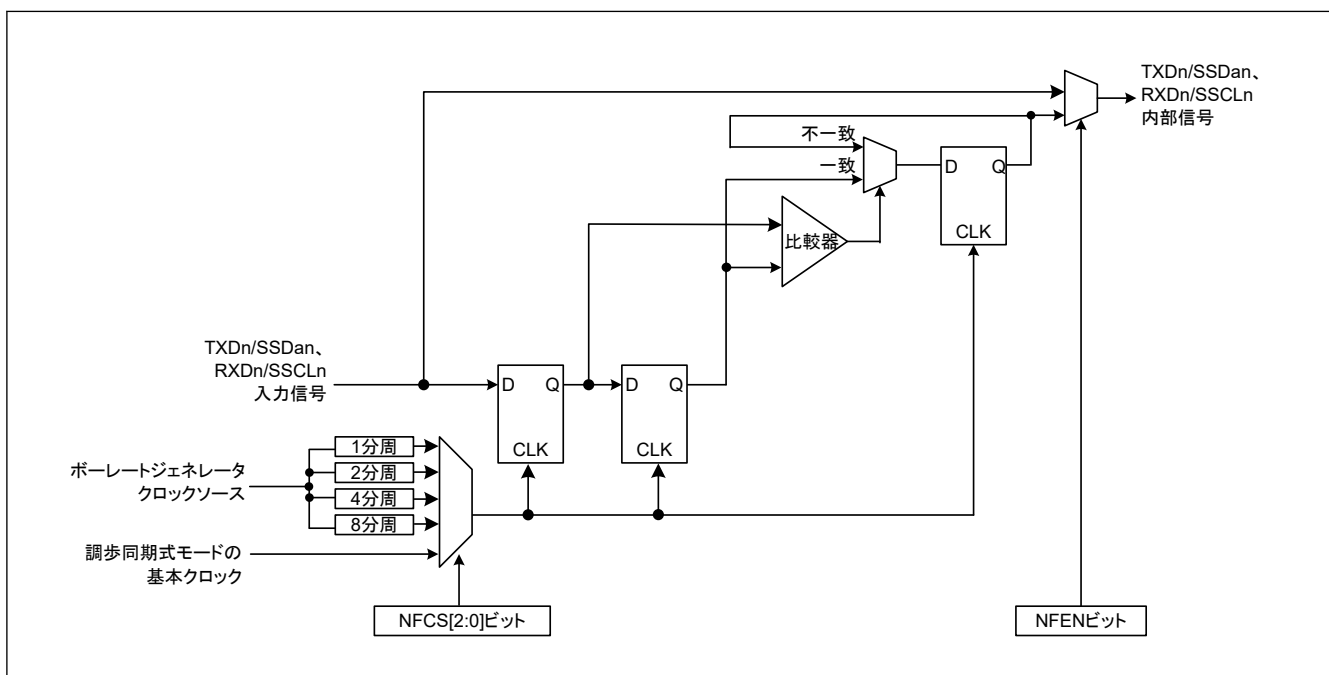 TXDn/SSDan、
RXDn/SSCLn
内部信号
不一致
一致
D
Q
CLK
比較器
TXDn/SSDan、
RXDn/SSCLn
入力信号
D
Q
CLK
D
Q
CLK
ボーレートジェネレータ
クロックソース
1分周
2分周
4分周
8分周
調歩同期式モードの
基本クロック
NFCS[2:0]ビット
NFENビット